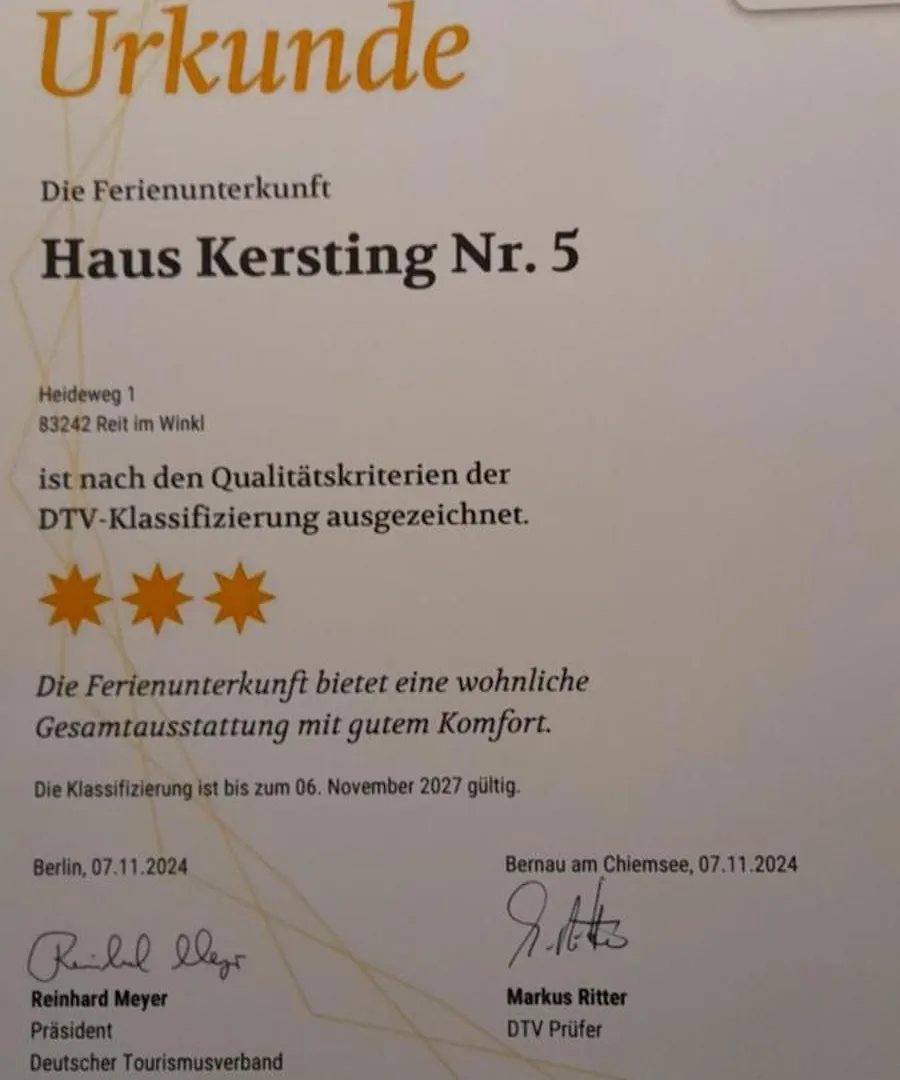 Urkunde
Die Ferienunterkunft
Haus Kersting Nr. 5
Heideweg 1
83242 Reit im Winkl
ist nach den Qualitätskriterien der
DTV-Klassifizierung ausgezeichnet.
Die Ferienunterkunft bietet eine wohnliche
Gesamtausstattung mit gutem Komfort.
Die Klassifizierung ist bis zum 06. November 2027 gültig.
Berlin, 07.11.2024
Bernau am Chiemsee, 07.11.2024
Reinhard Meyer
Markus Ritter
Präsident
DTV Prüfer
Deutscher Tourismusverband